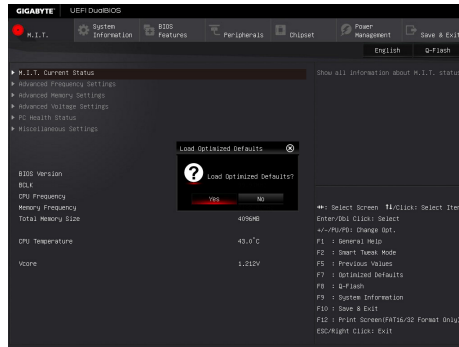 GIGABYTE UEFI DualBIOS
M.I.T.
System Information
BIOS Features
Peripherals
Chipset
Power Management
Save & Exit
English
Q-Flash
M.I.T. Current Status
Advanced Frequency Settings
Advanced Memory Settings
Advanced Voltage Settings
PC Health Status
Miscellaneous Settings
Show all information about M.I.T. status
Load Optimized Defaults
Load Optimized Defaults?
Yes No
BIOS Version
BCLK
CPU Frequency
Memory Frequency
Total Memory Size 4096MB
CPU Temperature 43.0°C
Vcore 1.212V
: Select Screen ↑↓/Click: Select Item
Enter/Dbl Click: Select
+/-/PU/PD: Change Opt.
F1 : General Help
F2 : Smart Tweak Mode
F5 : Previous Values
F7 : Optimized Defaults
F8 : Q-Flash
F9 : System Information
F10 : Save & Exit
F12 : Print Screen(FAT16/32 Format Only)
ESC/Right Click: Exit